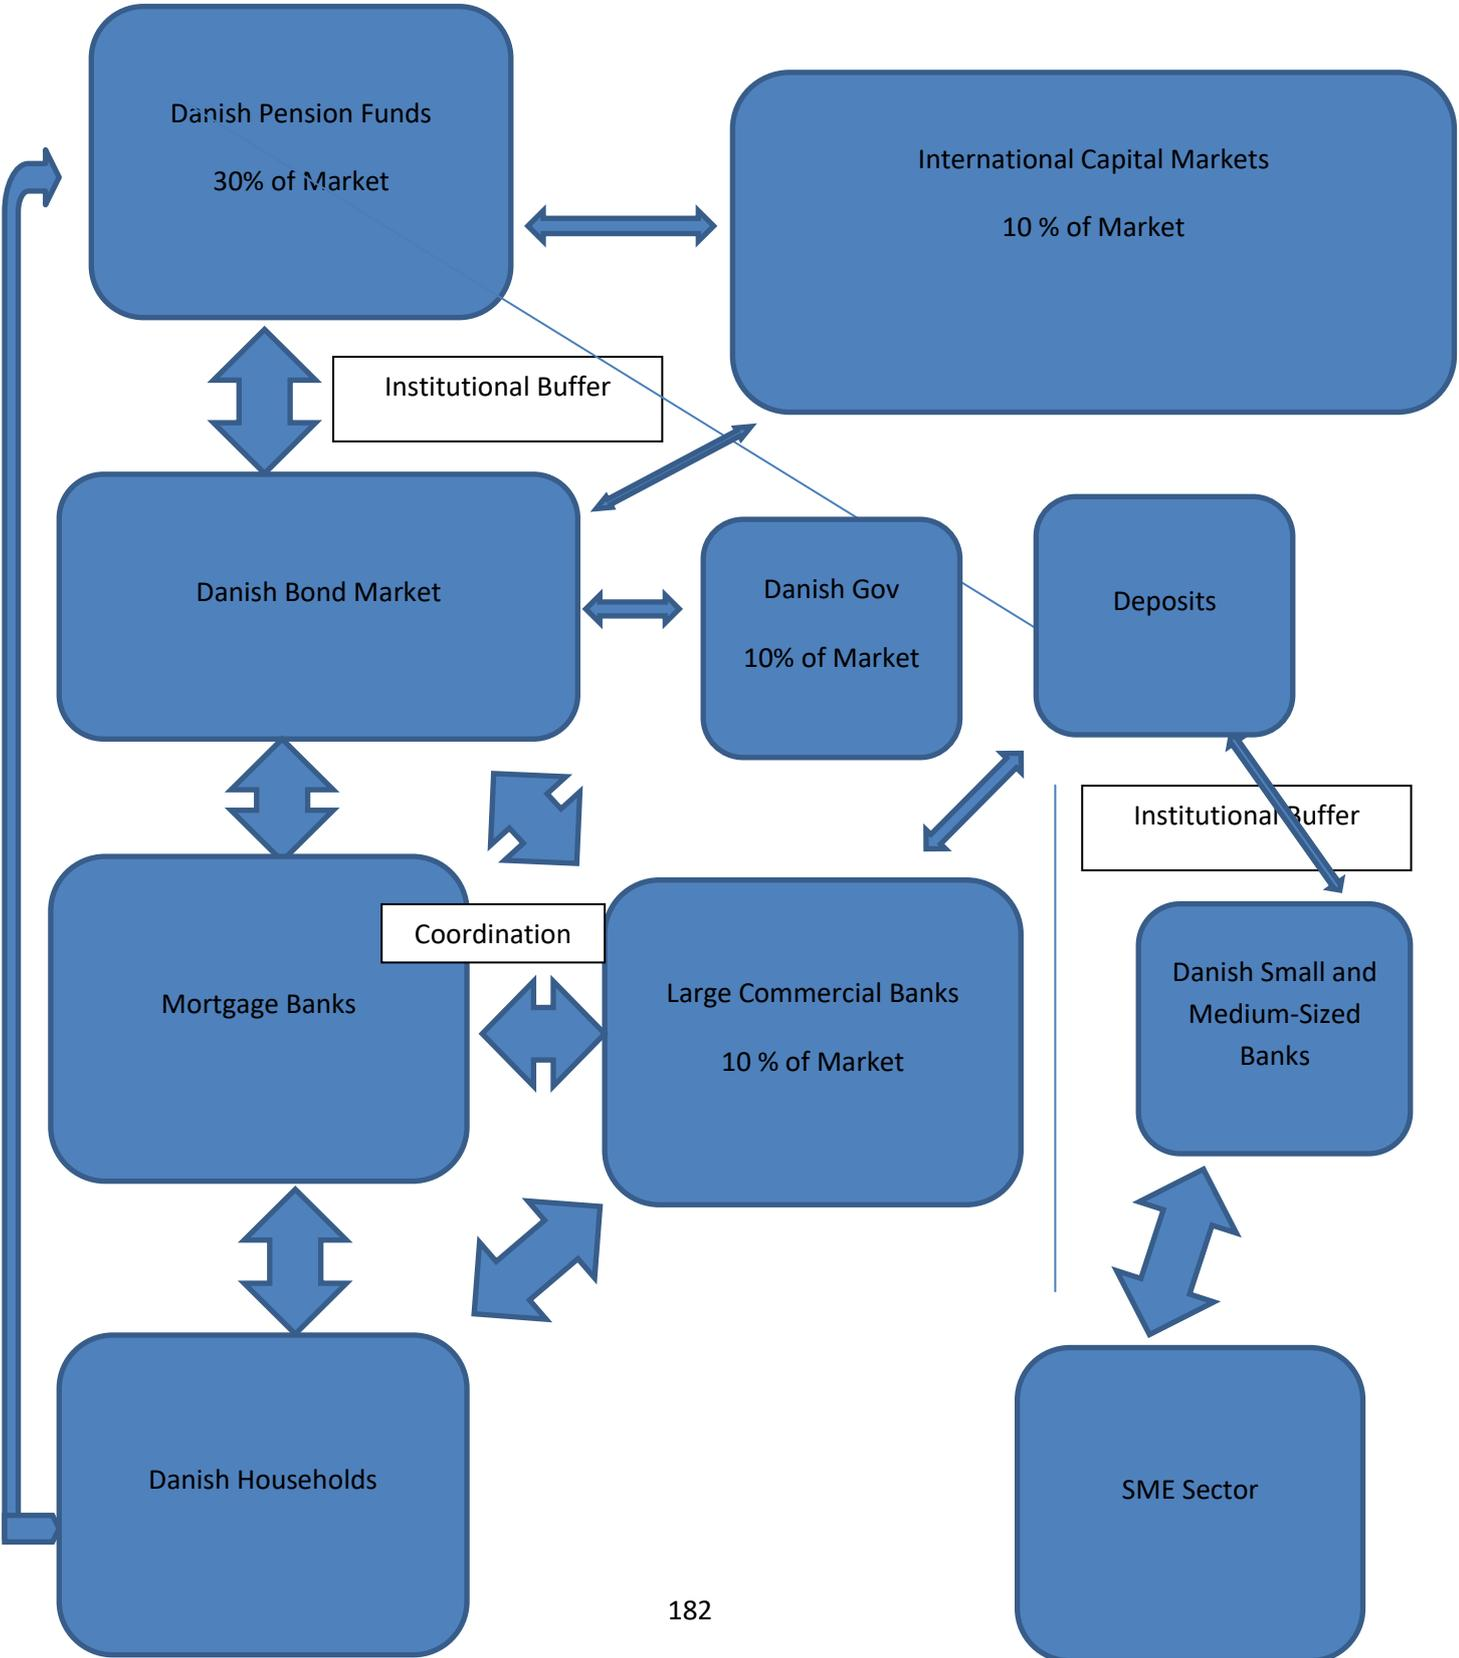 Danish Pension Funds
30% of Market
International Capital Markets
10 % of Market
Institutional Buffer
Danish Bond Market
Danish Gov
10% of Market
Deposits
Institutional Buffer
Coordination
Mortgage Banks
Large Commercial Banks
10 % of Market
Danish Small and
Medium-Sized
Banks
Danish Households
SME Sector
182